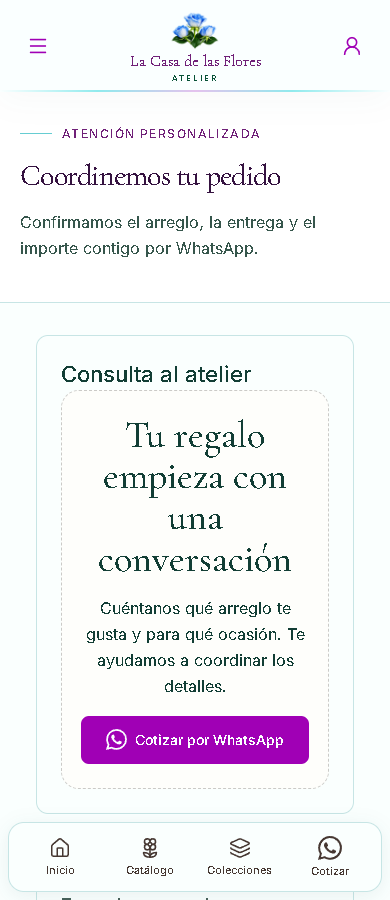 La Casa de las Flores
ATELIER
ATENCIÓN PERSONALIZADA
Coordinemos tu pedido
Confirmamos el arreglo, la entrega y el
importe contigo por WhatsApp.
Consulta al atelier
Tu regalo
empieza con
una
conversación
Cuéntanos qué arreglo te
gusta y para qué ocasión. Te
ayudamos a coordinar los
detalles.
Cotizar por WhatsApp
Inicio
Catálogo
Colecciones
Cotizar